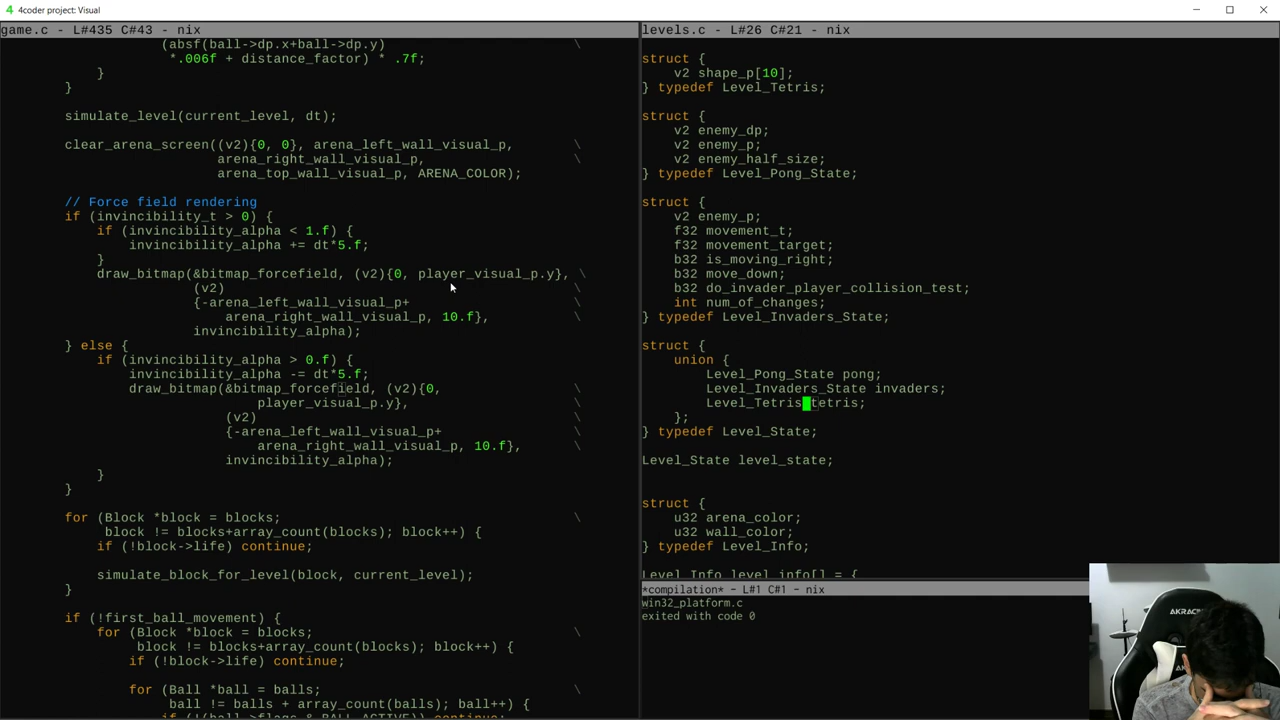 4coder project: Visual
game.c - L#435 C#43 - nix
(absf(ball->dp.x+ball->dp.y) \
*.006f + distance_factor) * .7f;
}
}
simulate_level(current_level, dt);
clear_arena_screen((v2){0, 0}, arena_left_wall_visual_p, \
arena_right_wall_visual_p, \
arena_top_wall_visual_p, ARENA_COLOR);
// Force field rendering
if (invincibility_t > 0) {
if (invincibility_alpha < 1.f) {
invincibility_alpha += dt*5.f;
}
draw_bitmap(&bitmap_forcefield, (v2){0, player_visual_p.y}, \
(v2) \
{-arena_left_wall_visual_p+ \
arena_right_wall_visual_p, 10.f}, \
invincibility_alpha);
} else {
if (invincibility_alpha > 0.f) {
invincibility_alpha -= dt*5.f;
draw_bitmap(&bitmap_forcefield, (v2){0, \
player_visual_p.y}, \
(v2) \
{-arena_left_wall_visual_p+ \
arena_right_wall_visual_p, 10.f}, \
invincibility_alpha);
}
}
for (Block *block = blocks; \
block != blocks+array_count(blocks); block++) {
if (!block->life) continue;
simulate_block_for_level(block, current_level);
}
if (!first_ball_movement) {
for (Block *block = blocks; \
block != blocks+array_count(blocks); block++) {
if (!block->life) continue;
for (Ball *ball = balls; \
ball != balls + array_count(balls); ball++) {
if (!(ball->flags & BALL_ACTIVE)) continue;
levels.c - L#26 C#21 - nix
struct {
v2 shape_p[10];
} typedef Level_Tetris;
struct {
v2 enemy_dp;
v2 enemy_p;
v2 enemy_half_size;
} typedef Level_Pong_State;
struct {
v2 enemy_p;
f32 movement_t;
f32 movement_target;
b32 is_moving_right;
b32 move_down;
b32 do_invader_player_collision_test;
int num_of_changes;
} typedef Level_Invaders_State;
struct {
union {
Level_Pong_State pong;
Level_Invaders_State invaders;
Level_Tetris tetris;
};
} typedef Level_State;
Level_State level_state;
struct {
u32 arena_color;
u32 wall_color;
} typedef Level_Info;
Level_Info level_info[] = {
*compilation* - L#1 C#1 - nix
win32_platform.c
exited with code 0
AKRACING